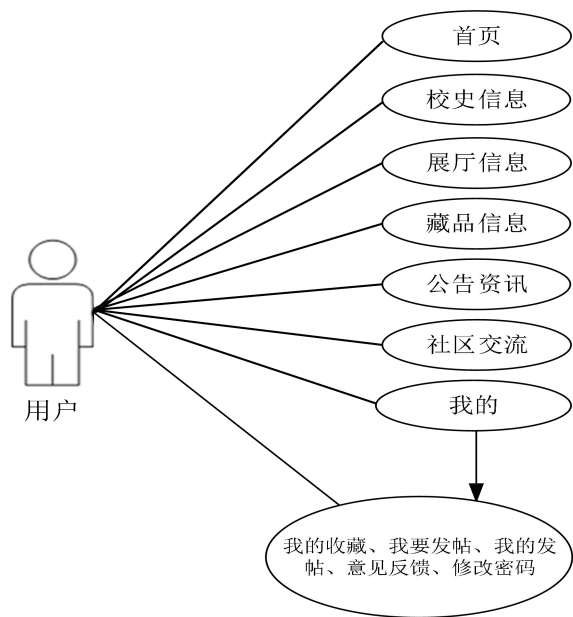 首页
校史信息
展厅信息
藏品信息
公告资讯
社区交流
我的
用户
我的收藏、我要发帖、我的发
帖、意见反馈、修改密码